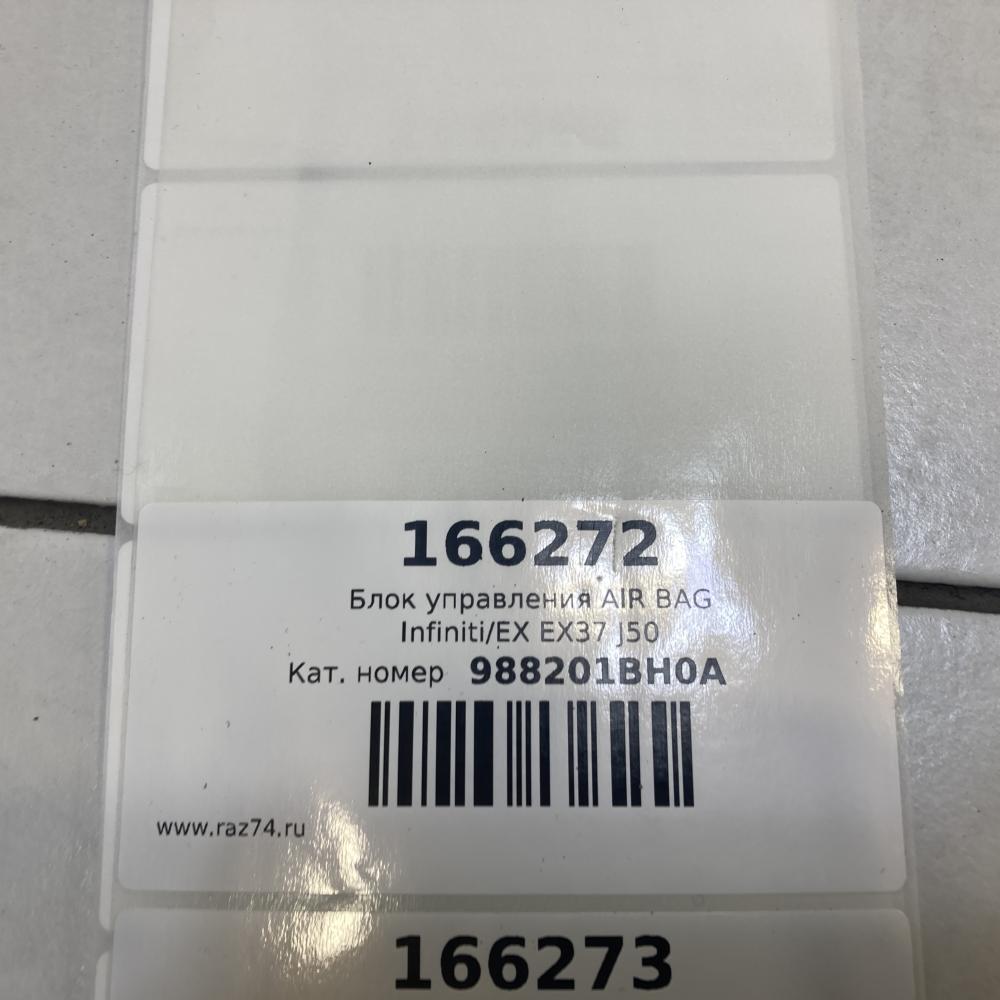 166272
Блок управления AIR BAG
Infiniti/EX EX37 J50
Кат. номер 988201BH0A
www.raz74.ru
166273